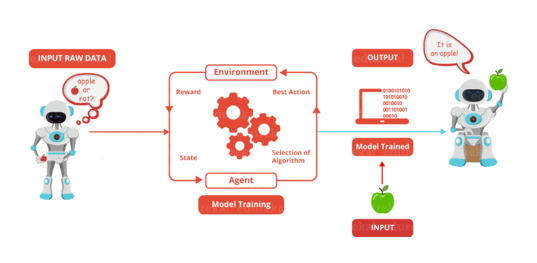 INPUT RAW DATA
apple
or
not?
Environment
Reward
Best Action
State
Selection of
Algorithm
Agent
Model Training
OUTPUT
0100101010
101010010
0010010
001101001
00010
Model Trained
INPUT
It is
an apple!